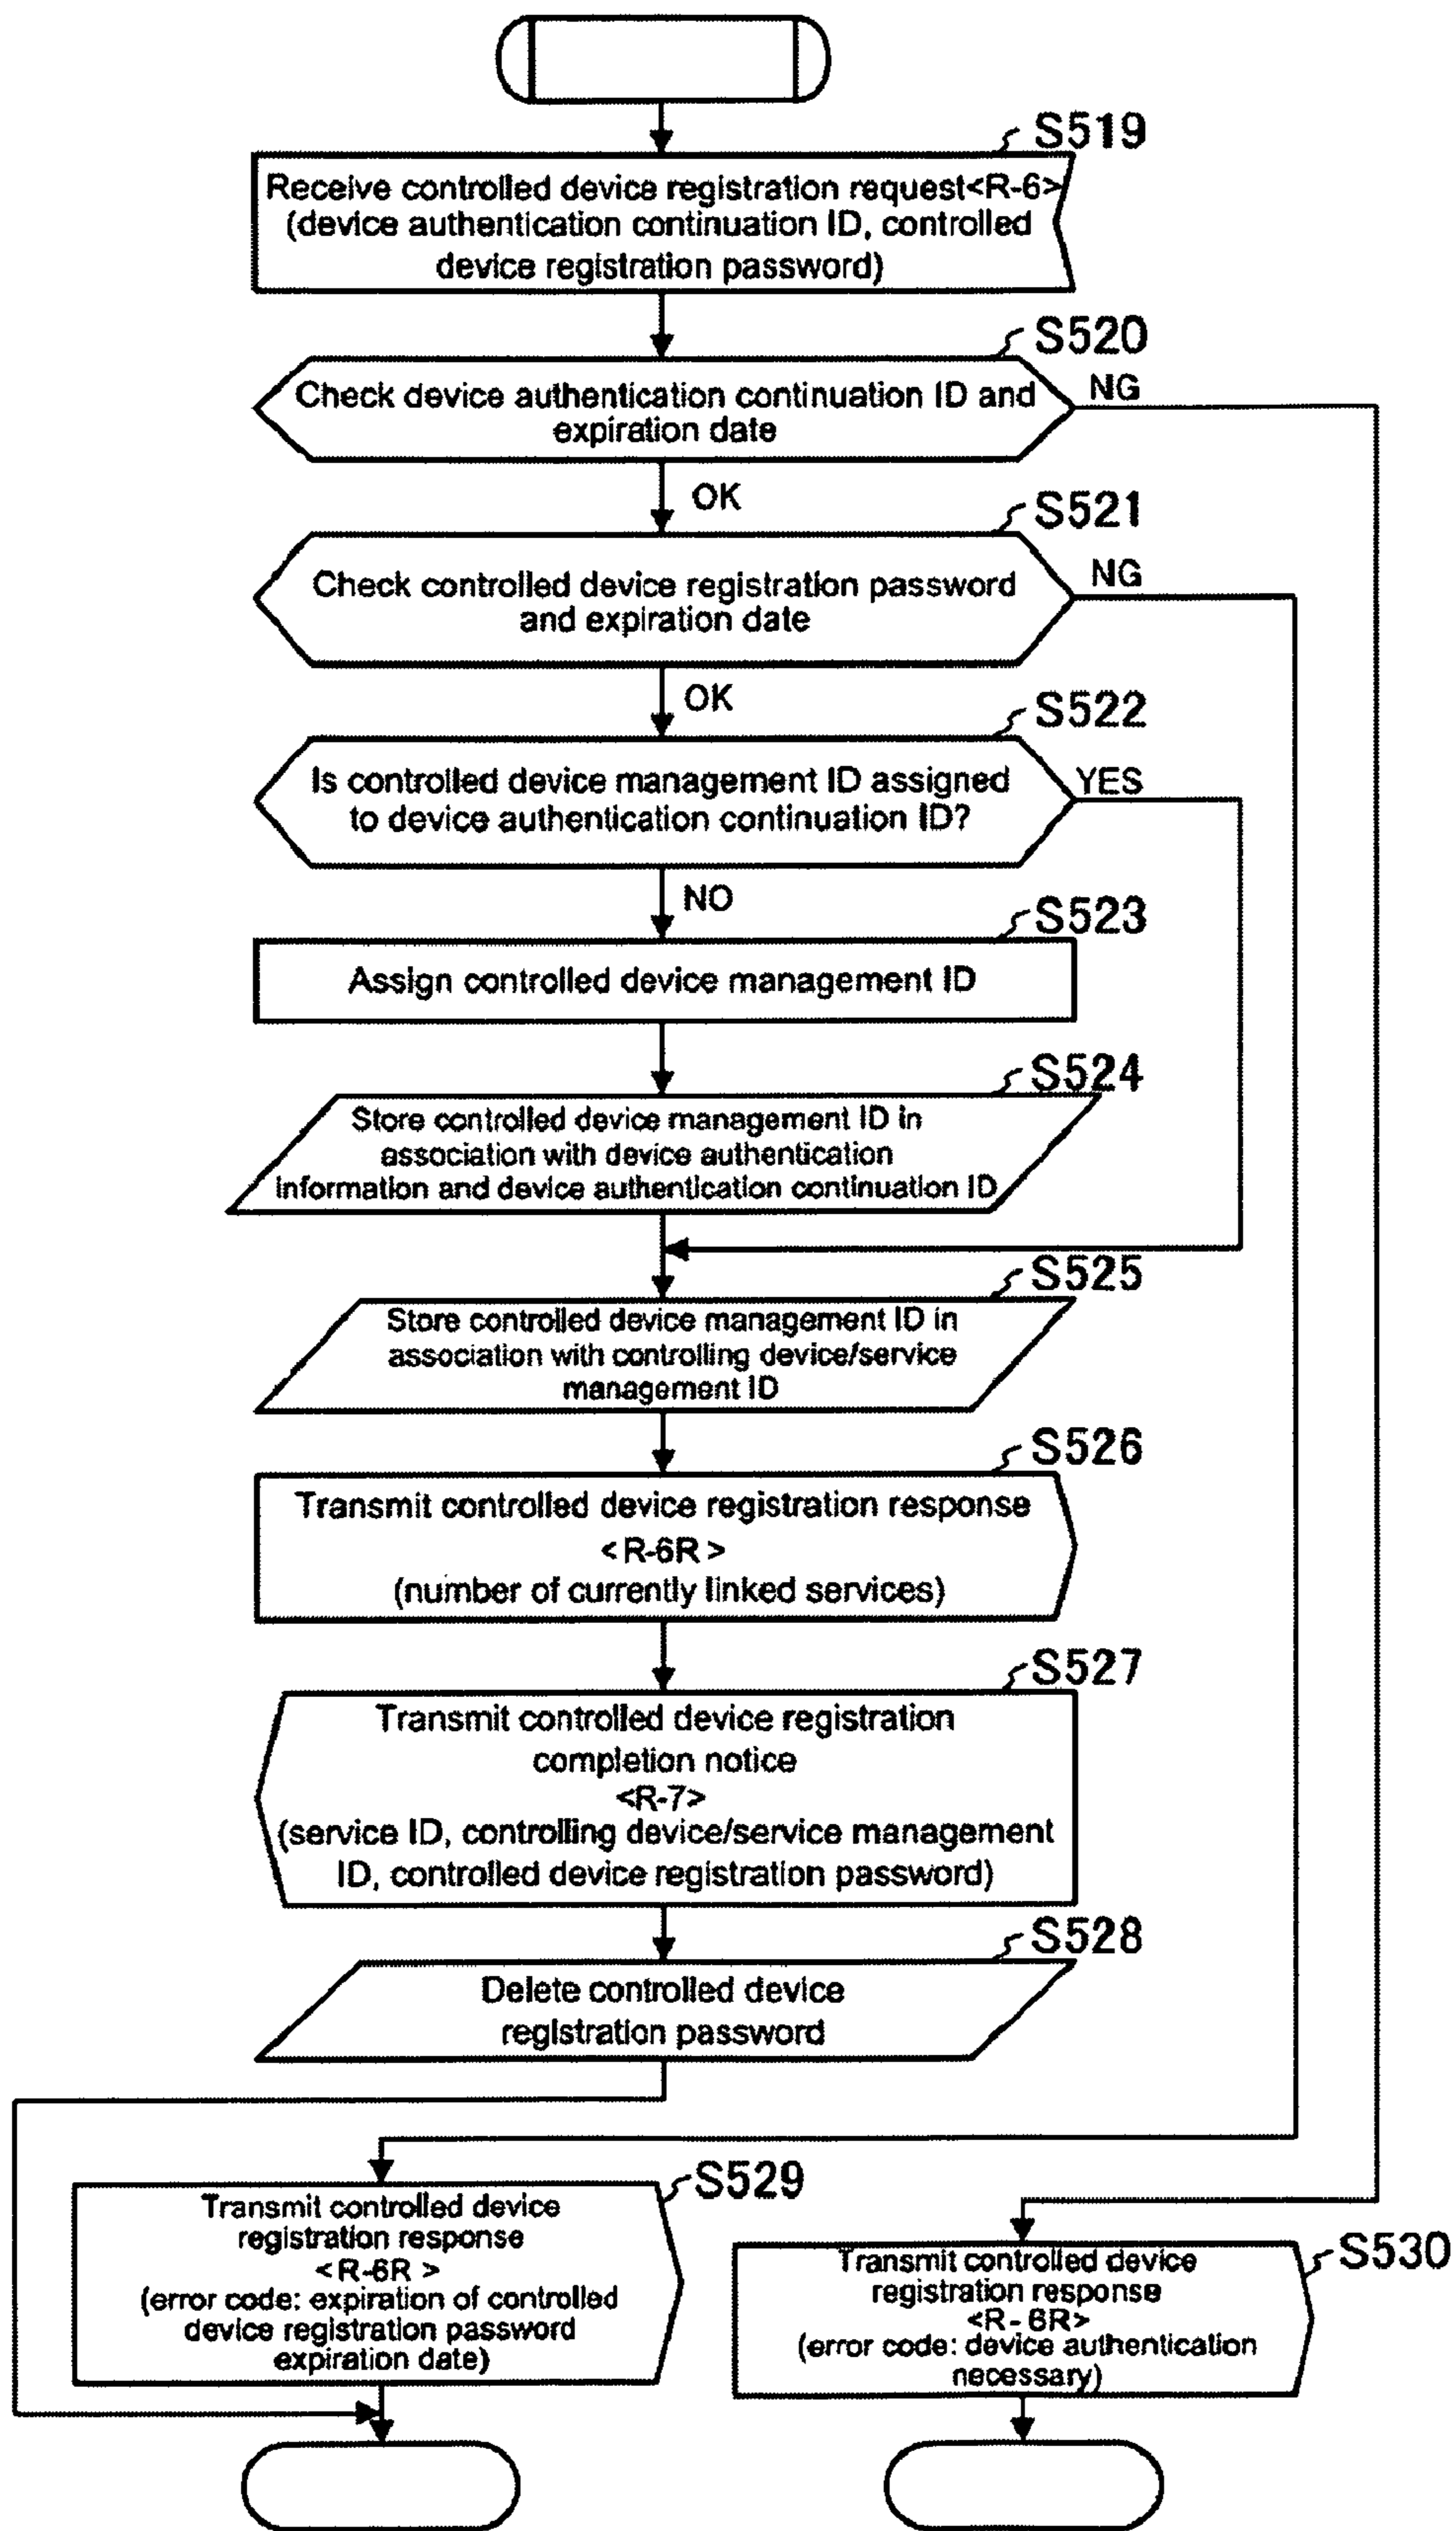 S519
Receive controlled device registration request<R-6>
(device authentication continuation ID, controlled
device registration password)
S520
Check device authentication continuation ID and
expiration date
NG
OK
S521
Check controlled device registration password
and expiration date
NG
OK
S522
Is controlled device management ID assigned
to device authentication continuation ID?
YES
NO
S523
Assign controlled device management ID
S524
Store controlled device management ID in
association with device authentication
information and device authentication continuation ID
S525
Store controlled device management ID in
association with controlling device/service
management ID
S526
Transmit controlled device registration response
<R-6R>
(number of currently linked services)
S527
Transmit controlled device registration
completion notice
<R-7>
(service ID, controlling device/service management
ID, controlled device registration password)
S528
Delete controlled device
registration password
S529
Transmit controlled device
registration response
<R-6R>
(error code: expiration of controlled
device registration password
expiration date)
S530
Transmit controlled device
registration response
<R-6R>
(error code: device authentication
necessary)